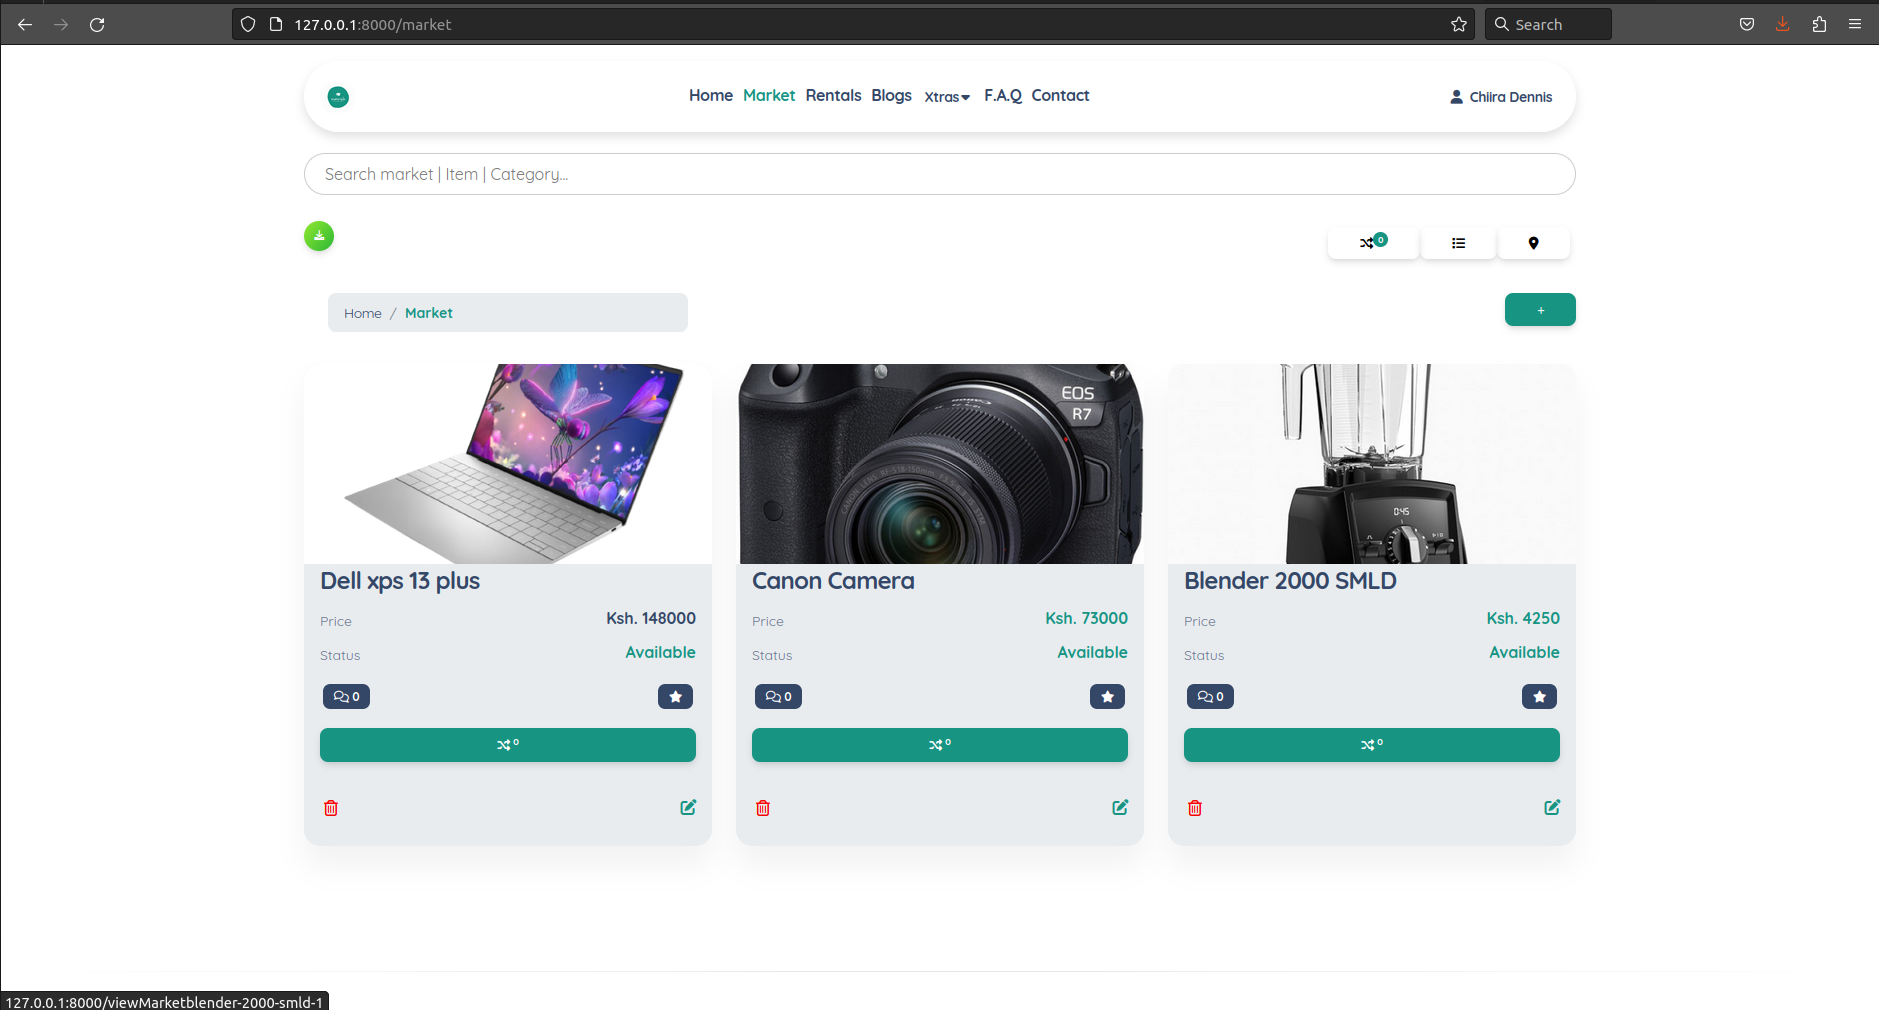 127.0.0.1:8000/market
Search
Home Market Rentals Blogs Xtras F.A.Q Contact
Chiira Dennis
Search market | Item | Category...
0
Home / Market
+
EOS
R7
0:45
Dell xps 13 plus
Price Ksh. 148000
Status Available
0
0
Canon Camera
Price Ksh. 73000
Status Available
0
0
Blender 2000 SMLD
Price Ksh. 4250
Status Available
0
0
127.0.0.1:8000/viewMarketblender-2000-smld-1